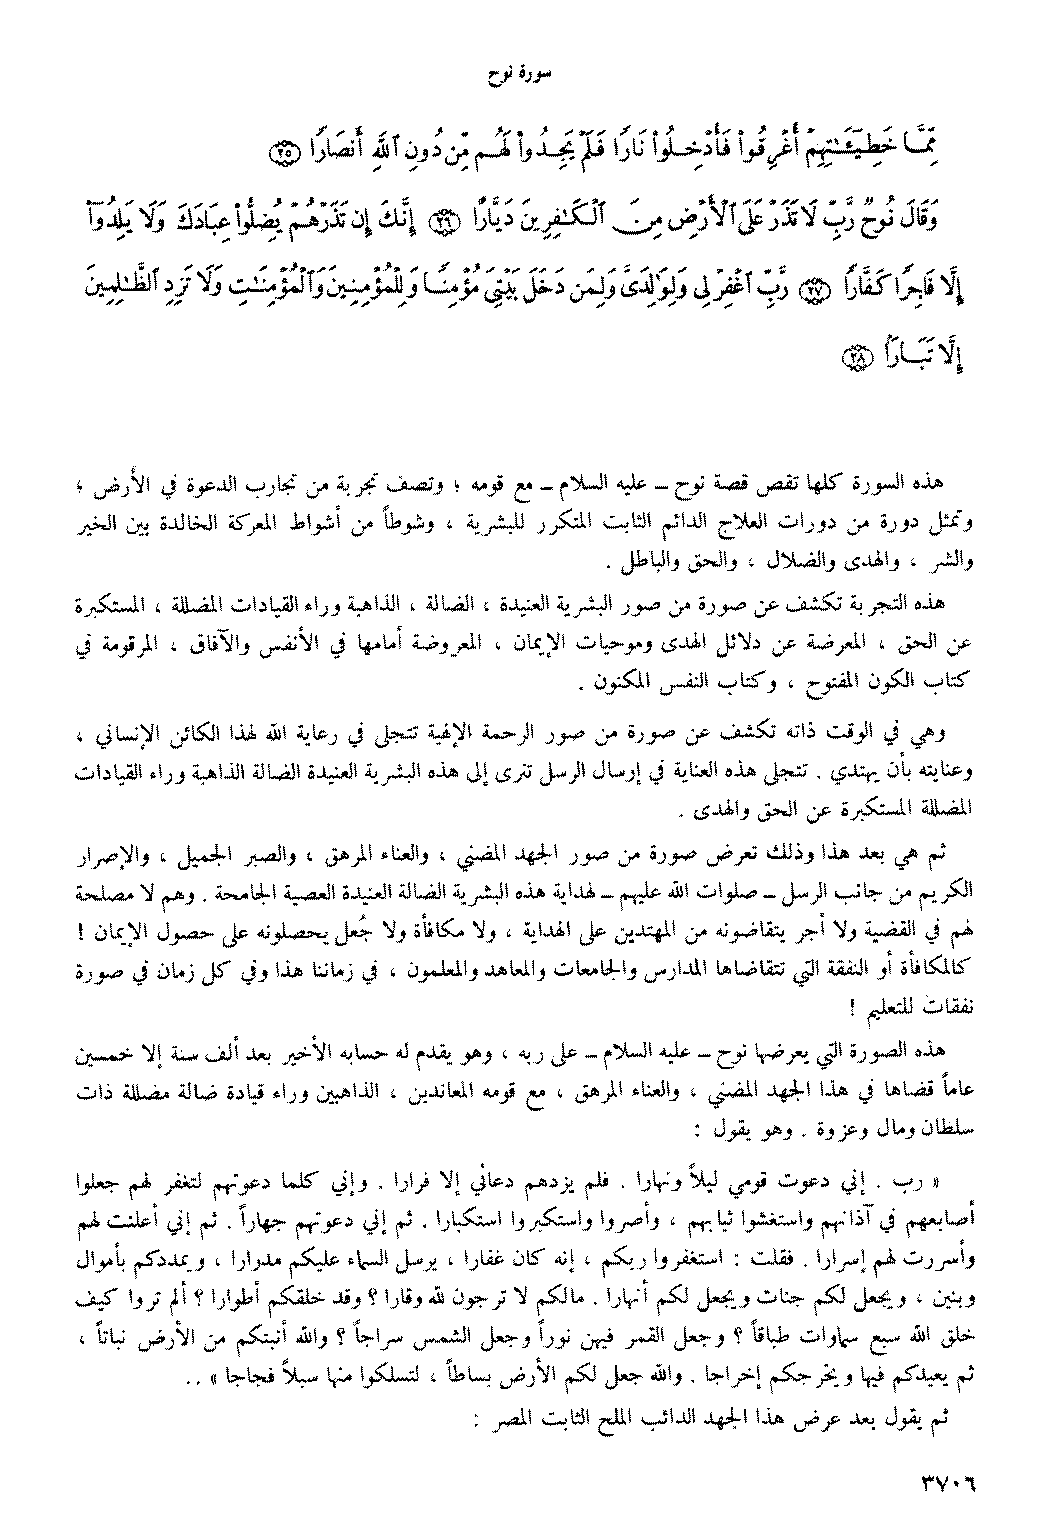 سورة نوح
مِّمَّا خَطِيٓـَٰٔتِهِمْ أُغْرِقُوا۟ فَأُدْخِلُوا۟ نَارًا فَلَمْ يَجِدُوا۟ لَهُم مِّن دُونِ ٱللَّهِ أَنصَارًا ٢٥
وَقَالَ نُوحٌ رَّبِّ لَا تَذَرْ عَلَى ٱلْأَرْضِ مِنَ ٱلْكَٰفِرِينَ دَيَّارًا ٢٦ إِنَّكَ إِن تَذَرْهُمْ يُضِلُّوا۟ عِبَادَكَ وَلَا يَلِدُوٓا۟
إِلَّا فَاجِرًا كَفَّارًا ٢٧ رَّبِّ ٱغْفِرْ لِى وَلِوَٰلِدَىَّ وَلِمَن دَخَلَ بَيْتِىَ مُؤْمِنًا وَلِلْمُؤْمِنِينَ وَٱلْمُؤْمِنَٰتِ وَلَا تَزِدِ ٱلظَّٰلِمِينَ
إِلَّا تَبَارًۢا ٢٨
هذه السورة كلها تقص قصة نوح – عليه السلام – مع قومه ؛ وتصف تجربة من تجارب الدعوة في الأرض ؛
وتمثل دورة من دورات العلاج الدائم الثابت المتكرر للبشرية ، وشوطاً من أشواط المعركة الخالدة بين الخير
والشر ، والهدى والضلال ، والحق والباطل .
هذه التجربة تكشف عن صورة من صور البشرية العنيدة ، الضالة ، الذاهبة وراء القيادات المضللة ، المستكبرة
عن الحق ، المعرضة عن دلائل الهدى وموحيات الإيمان ، المعروضة أمامها في الأنفس والآفاق ، المرقومة في
كتاب الكون المفتوح ، وكتاب النفس المكنون .
وهي في الوقت ذاته تكشف عن صورة من صور الرحمة الإلهية تتجلى في رعاية الله لهذا الكائن الإنساني ،
وعنايته بأن يهتدي . تتجلى هذه العناية في إرسال الرسل تترى إلى هذه البشرية العنيدة الضالة الذاهبة وراء القيادات
المضللة المستكبرة عن الحق والهدى .
ثم هي بعد هذا وذلك تعرض صورة من صور الجهد المضني ، والعناء المرهق ، والصبر الجميل ، والإصرار
الكريم من جانب الرسل – صلوات الله عليهم – لهداية هذه البشرية الضالة العنيدة العصية الجامحة . وهم لا مصلحة
لهم في القضية ولا أجر يتقاضونه من المهتدين على الهداية ، ولا مكافأة ولا جُعل يحصلونه على حصول الإيمان !
كالمكافأة أو النفقة التي تتقاضاها المدارس والجامعات والمعاهد والمعلمون ، في زماننا هذا وفي كل زمان في صورة
نفقات للتعليم !
هذه الصورة التي يعرضها نوح – عليه السلام – على ربه ، وهو يقدم له حسابه الأخير بعد ألف سنة إلا خمسين
عاماً قضاها في هذا الجهد المضني ، والعناء المرهق ، مع قومه المعاندين ، الذاهبين وراء قيادة ضالة مضللة ذات
سلطان ومال وعزوة . وهو يقول :
« رب . إني دعوت قومي ليلاً ونهارا . فلم يزدهم دعائي إلا فرارا . وإني كلما دعوتهم لتغفر لهم جعلوا
أصابعهم في آذانهم واستغشوا ثيابهم ، وأصروا واستكبروا استكبارا . ثم إني دعوتهم جهاراً . ثم إني أعلنت لهم
وأسررت لهم إسرارا . فقلت : استغفروا ربكم ، إنه كان غفارا ، يرسل السماء عليكم مدرارا ، ويمددكم بأموال
وبنين ، ويجعل لكم جنات ويجعل لكم أنهارا . مالكم لا ترجون لله وقارا ؟ وقد خلقكم أطوارا ؟ ألم تروا كيف
خلق الله سبع سماوات طباقاً ؟ وجعل القمر فيهن نوراً وجعل الشمس سراجاً ؟ والله أنبتكم من الأرض نباتاً ،
ثم يعيدكم فيها ويخرجكم إخراجا . والله جعل لكم الأرض بساطاً ، لتسلكوا منها سبلاً فجاجا » ..
ثم يقول بعد عرض هذا الجهد الدائب الملح الثابت المصر :
٣٧٠٦